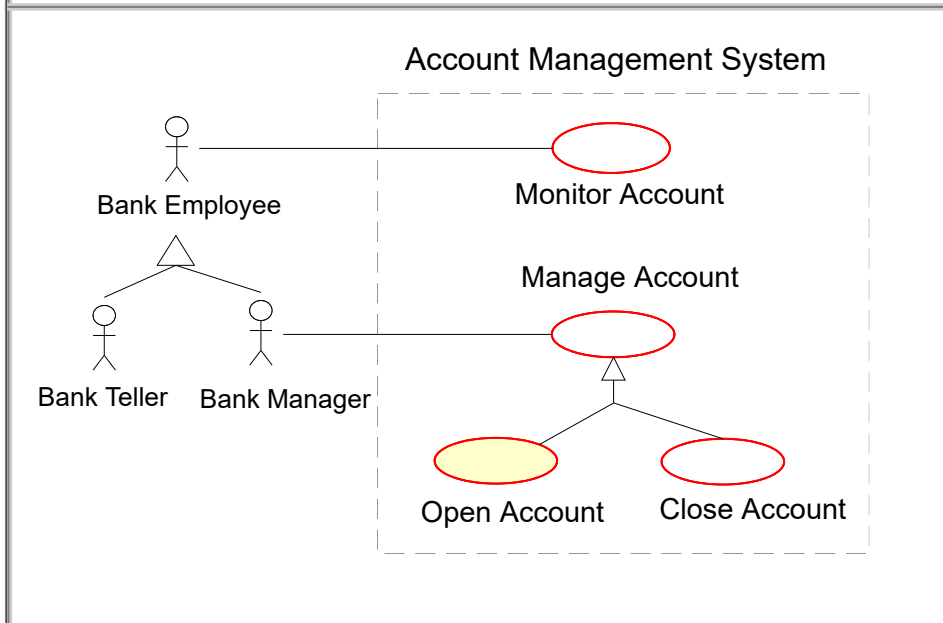 Account Management System
Bank Employee
Monitor Account
Manage Account
Bank Teller
Bank Manager
Open Account
Close Account